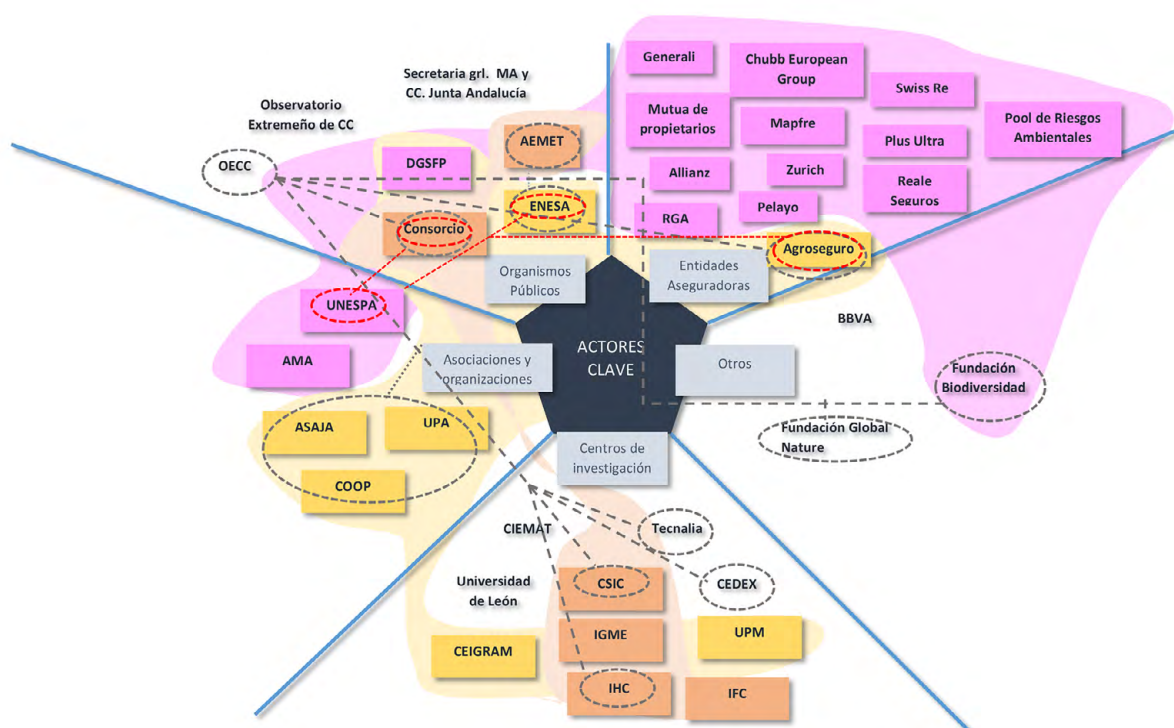 Secretaria grl. MA y
CC. Junta Andalucía
Observatorio
Extremeño de CC
OECC
DGSFP
AEMET
ENESA
Consorcio
Organismos
Públicos
Generali
Chubb European
Group
Swiss Re
Mutua de
propietarios
Mapfre
Plus Ultra
Pool de Riesgos
Ambientales
Allianz
Zurich
Reale
Seguros
RGA
Pelayo
Agroseguro
Entidades
Aseguradoras
UNESPA
AMA
Asociaciones y
organizaciones
ACTORES
CLAVE
Otros
BBVA
Fundación
Biodiversidad
Fundación Global
Nature
ASAJA
UPA
COOP
Centros de
investigación
CIEMAT
Tecnalia
Universidad
de León
CSIC
CEDEX
CEIGRAM
IGME
UPM
IHC
IFC